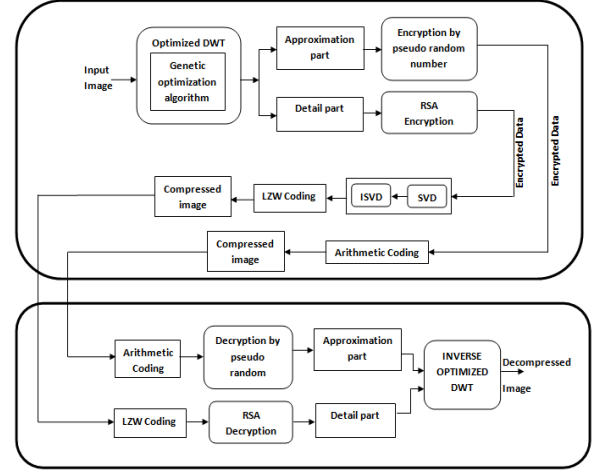 Optimized DWT
Genetic
optimization
algorithm
Input
Image
Approximation
part
Encryption by
pseudo random
number
Detail part
RSA
Encryption
Encrypted Data
Encrypted Data
Compressed
image
LZW Coding
ISVD
SVD
Compressed
image
Arithmetic Coding
Arithmetic
Coding
Decryption by
pseudo
random
Approximation
part
INVERSE
OPTIMIZED
DWT
Decompressed
Image
LZW Coding
RSA
Decryption
Detail part